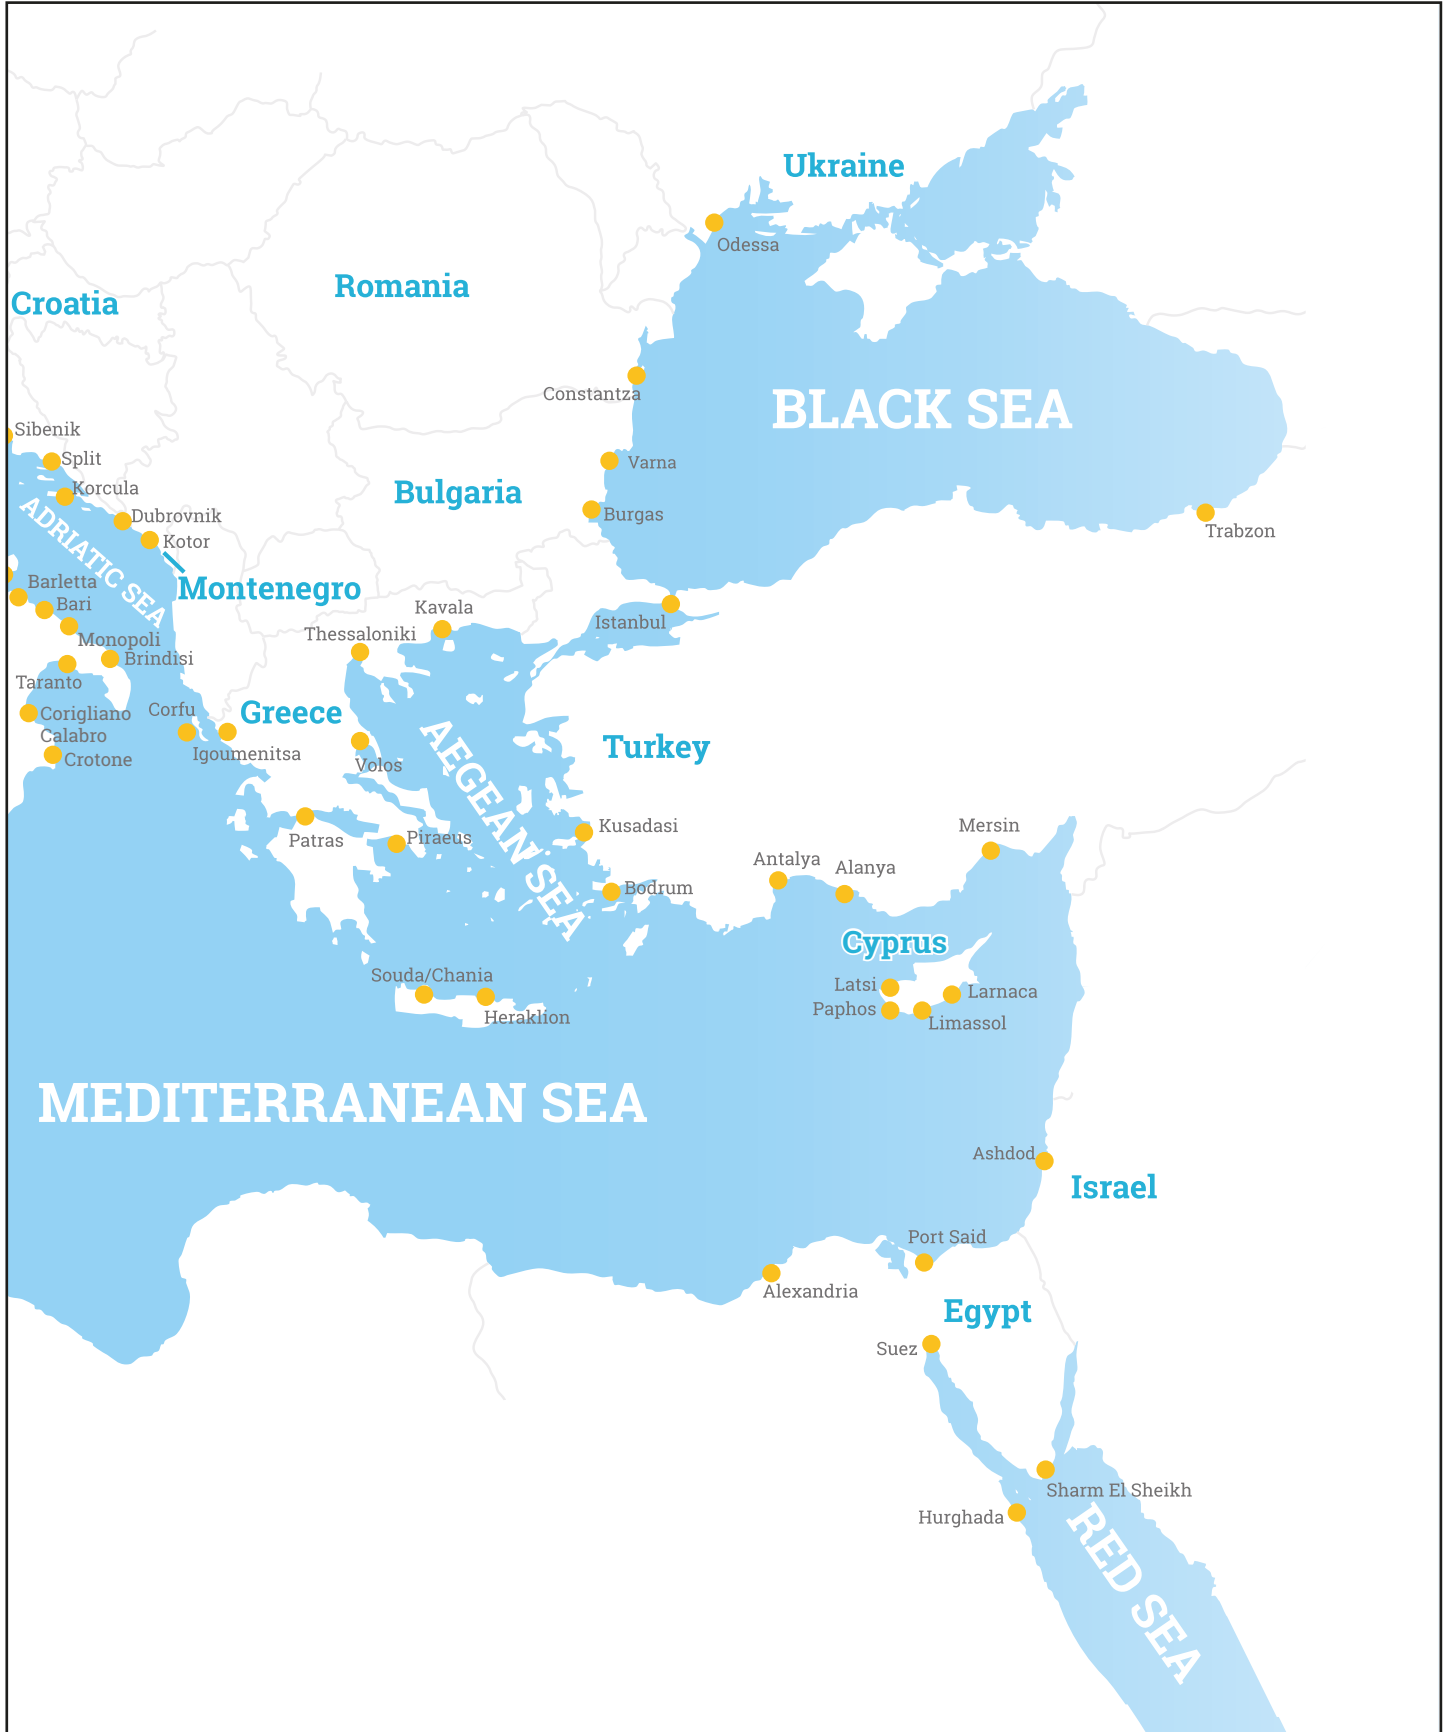 Ukraine
Odessa
Romania
Croatia
Constantza
BLACK SEA
Sibenik
Split
Varna
Korcula
Bulgaria
Burgas
Dubrovnik
Trabzon
Kotor
ADRIATIC SEA
Barletta
Montenegro
Bari
Kavala
Istanbul
Thessaloniki
Monopoli
Brindisi
Taranto
Corfu
Greece
Corigliano
Calabro
Turkey
Igoumenitsa
Crotone
Volos
AEGEAN SEA
Kusadasi
Mersin
Patras
Piraeus
Antalya
Alanya
Bodrum
Cyprus
Souda/Chania
Latsi
Larnaca
Paphos
Heraklion
Limassol
MEDITERRANEAN SEA
Ashdod
Israel
Port Said
Alexandria
Egypt
Suez
Sharm El Sheikh
Hurghada
RED SEA